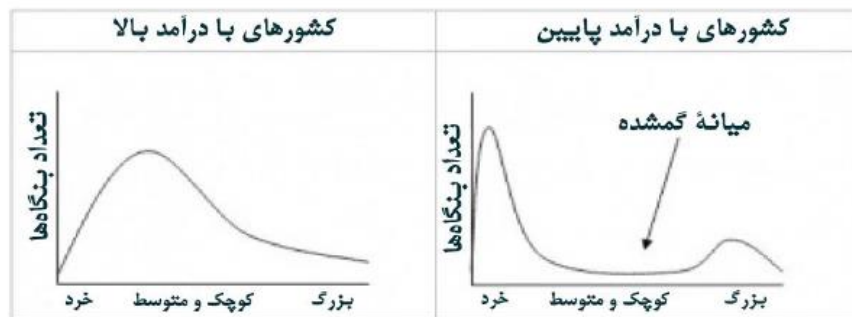 کشورهای با درآمد پایین
کشورهای با درآمد بالا
میانهٔ گمشده
تعداد بنگاه‌ها
خرد
کوچک و متوسط
بزرگ
تعداد بنگاه‌ها
خرد
کوچک و متوسط
بزرگ